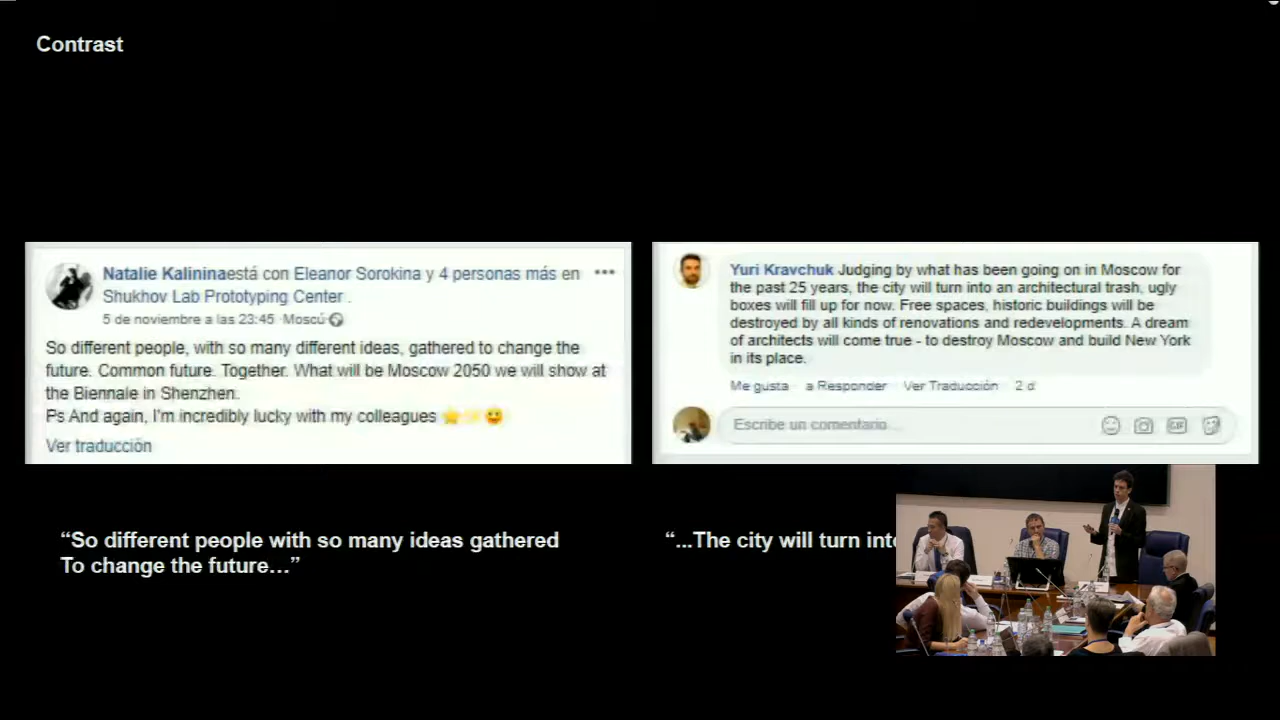 Contrast
Natalie Kalininaestá con Eleanor Sorokina y 4 personas más en
Shukhov Lab Prototyping Center .
5 de noviembre a las 23:45 · Moscú
So different people, with so many different ideas, gathered to change the
future. Common future. Together. What will be Moscow 2050 we will show at
the Biennale in Shenzhen.
Ps And again, I'm incredibly lucky with my colleagues
Ver traducción
Yuri Kravchuk Judging by what has been going on in Moscow for
the past 25 years, the city will turn into an architectural trash, ugly
boxes will fill up for now. Free spaces, historic buildings will be
destroyed by all kinds of renovations and redevelopments. A dream
of architects will come true - to destroy Moscow and build New York
in its place.
Me gusta a Responder Ver Traducción 2 d
Escribe un comentario...
GIF
“So different people with so many ideas gathered
To change the future…”
“...The city will turn into